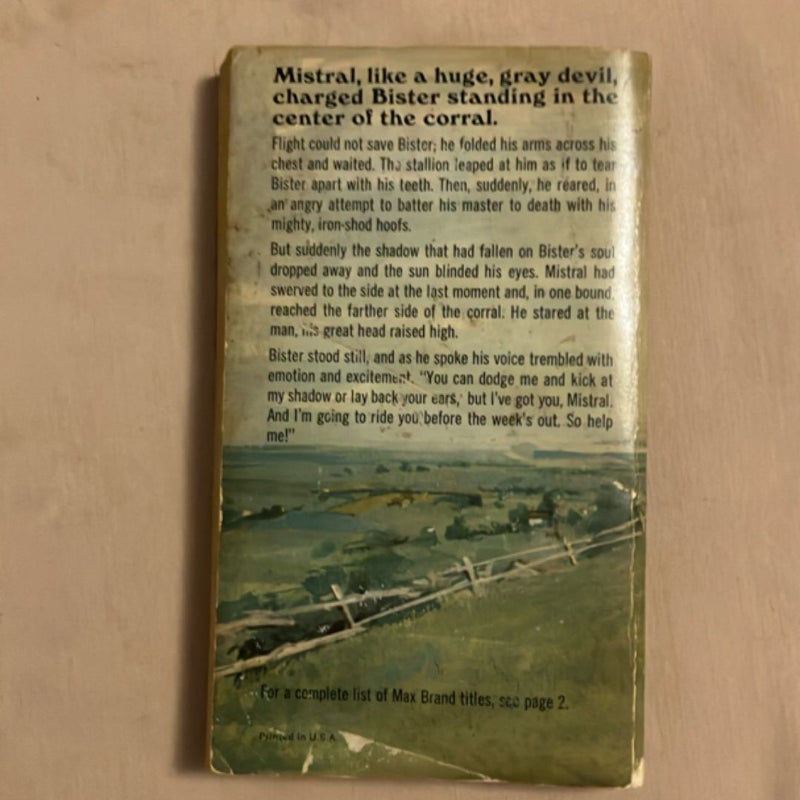 Mistral, like a huge, gray devil,
charged Bister standing in the
center of the corral.
Flight could not save Bister; he folded his arms across his
chest and waited. The stallion leaped at him as if to tear
Bister apart with his teeth. Then, suddenly, he reared, in
an angry attempt to batter his master to death with his
mighty, iron-shod hoofs.
But suddenly the shadow that had fallen on Bister's soul
dropped away and the sun blinded his eyes. Mistral had
swerved to the side at the last moment and, in one bound,
reached the farther side of the corral. He stared at the
man, his great head raised high.
Bister stood still, and as he spoke his voice trembled with
emotion and excitement. "You can dodge me and kick at
my shadow or lay back your ears, but I've got you, Mistral.
And I'm going to ride you before the week's out. So help
me!"
For a complete list of Max Brand titles, see page 2.
Printed in U.S.A.